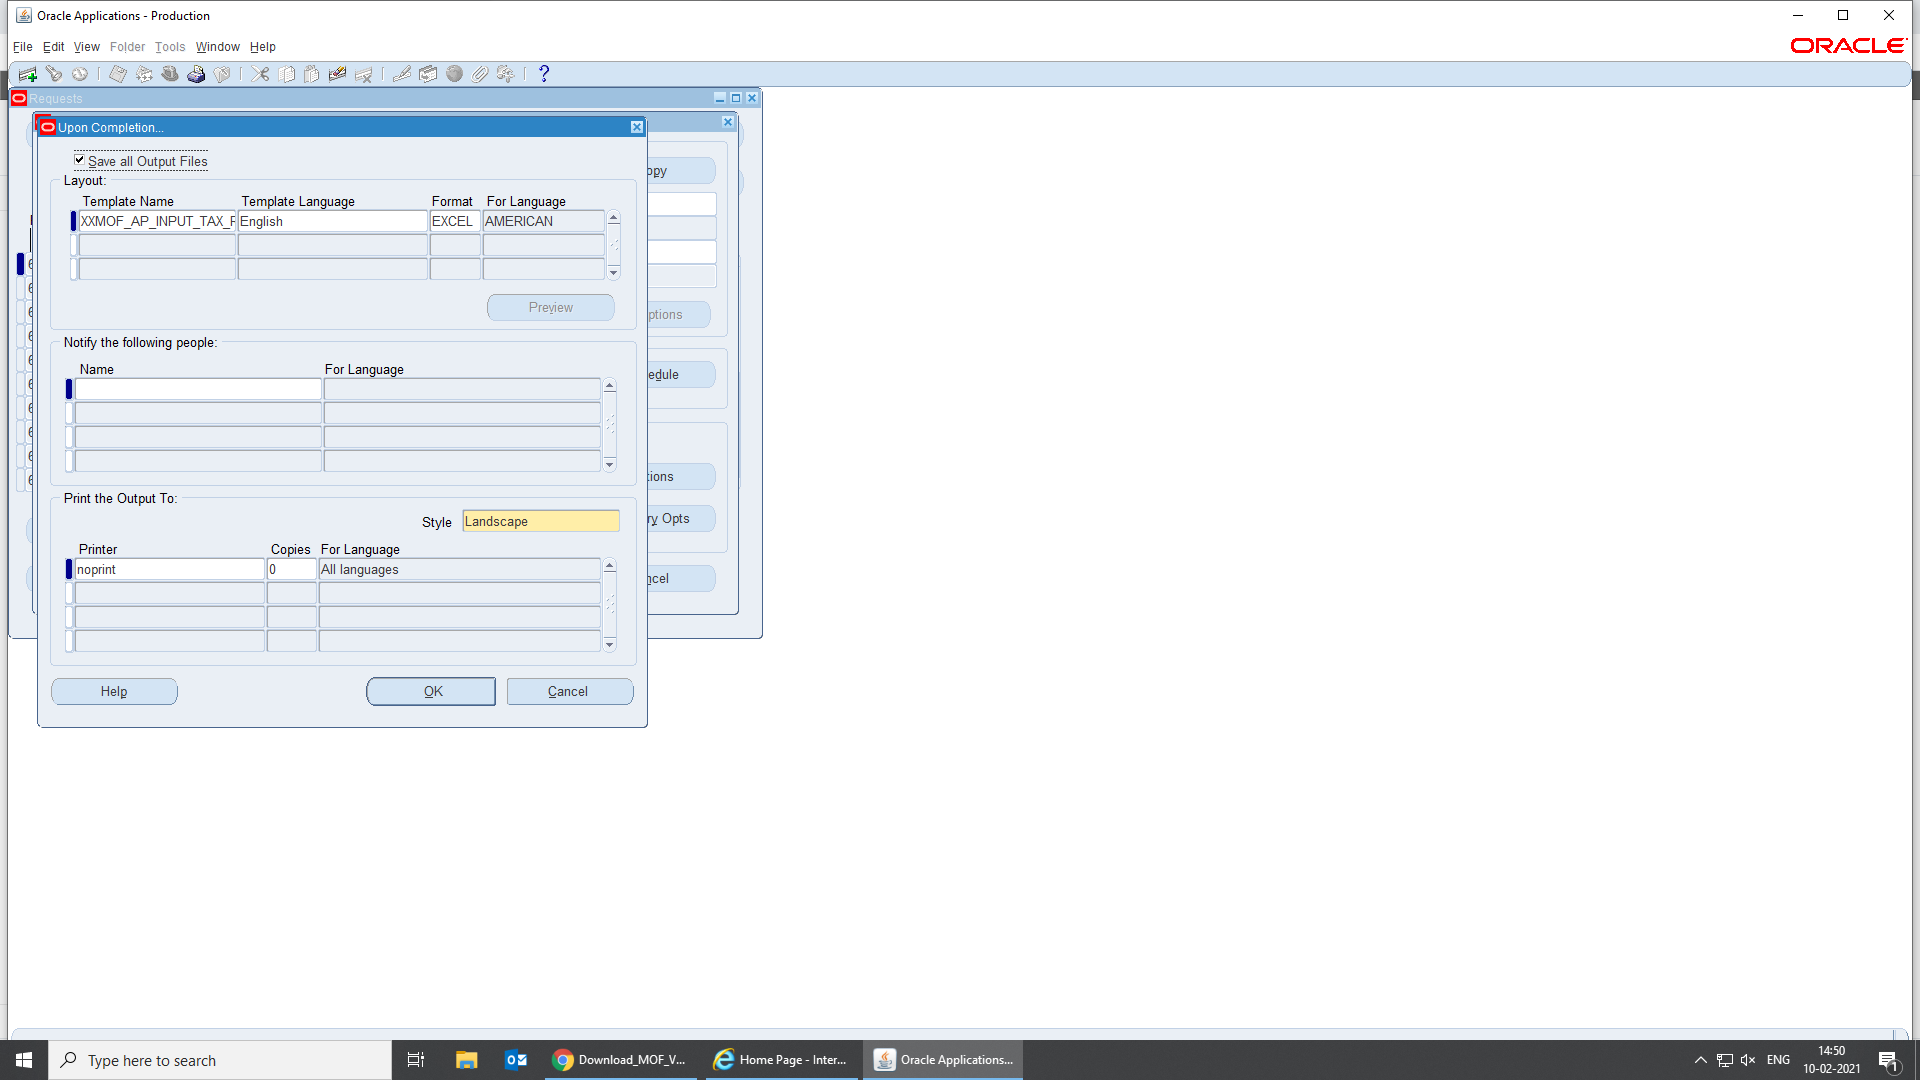 Oracle Applications - Production
File Edit View Folder Tools Window Help
ORACLE
Requests
Upon Completion...
Save all Output Files
Layout:
Template Name Template Language Format For Language
XXMOF_AP_INPUT_TAX_ English EXCEL AMERICAN
Preview
Notify the following people:
Name For Language
Print the Output To:
Style Landscape
Printer Copies For Language
noprint 0 All languages
Help OK Cancel
opy
ptions
edule
tions
ry Opts
ncel
Type here to search
Download_MOF_V...
Home Page - Inter...
Oracle Applications...
ENG
14:50
10-02-2021
1